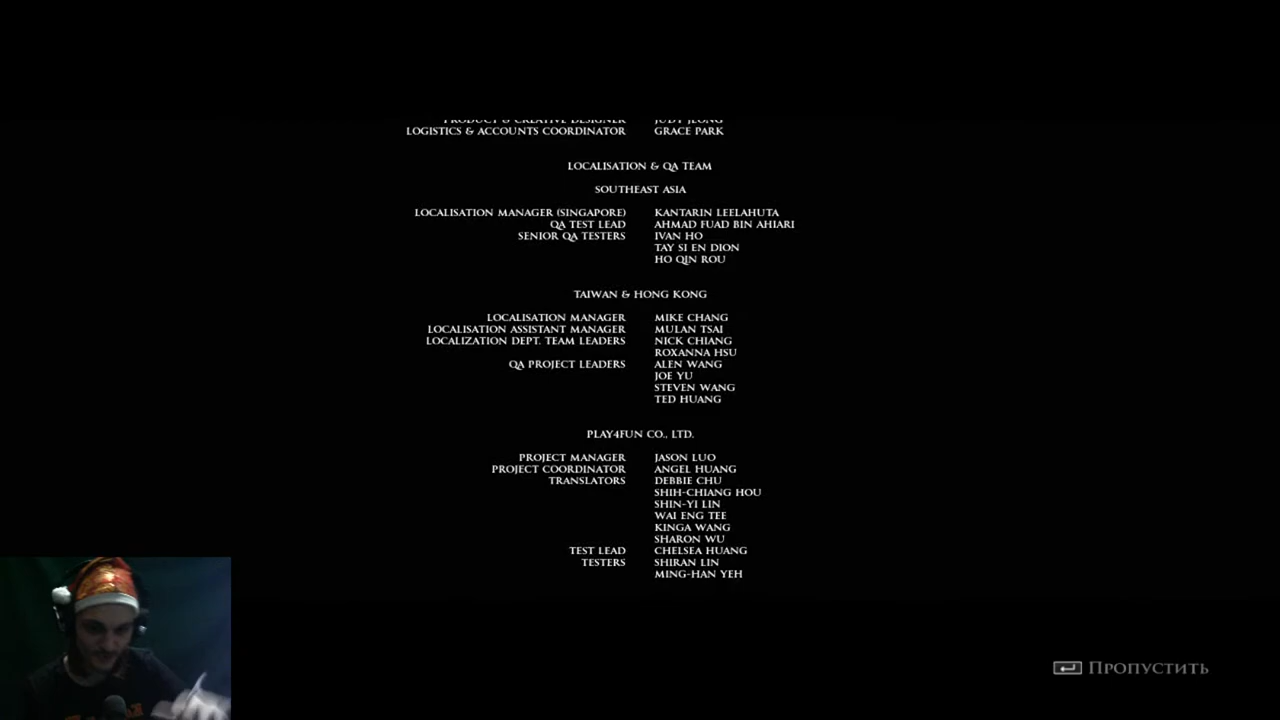 PRODUCT & CREATIVE DESIGNER JUDY JEONG
LOGISTICS & ACCOUNTS COORDINATOR GRACE PARK
LOCALISATION & QA TEAM
SOUTHEAST ASIA
LOCALISATION MANAGER (SINGAPORE) KANTARIN LEELAHUTA
QA TEST LEAD AHMAD FUAD BIN AHIARI
SENIOR QA TESTERS IVAN HO
TAY SI EN DION
HO QIN ROU
TAIWAN & HONG KONG
LOCALISATION MANAGER MIKE CHANG
LOCALISATION ASSISTANT MANAGER MULAN TSAI
LOCALIZATION DEPT. TEAM LEADERS NICK CHIANG
ROXANNA HSU
QA PROJECT LEADERS ALEN WANG
JOE YU
STEVEN WANG
TED HUANG
PLAY4FUN CO., LTD.
PROJECT MANAGER JASON LUO
PROJECT COORDINATOR ANGEL HUANG
TRANSLATORS DEBBIE CHU
SHIH-CHIANG HOU
SHIN-YI LIN
WAI ENG TEE
KINGA WANG
SHARON WU
TEST LEAD CHELSEA HUANG
TESTERS SHIRAN LIN
MING-HAN YEH
Пропустить